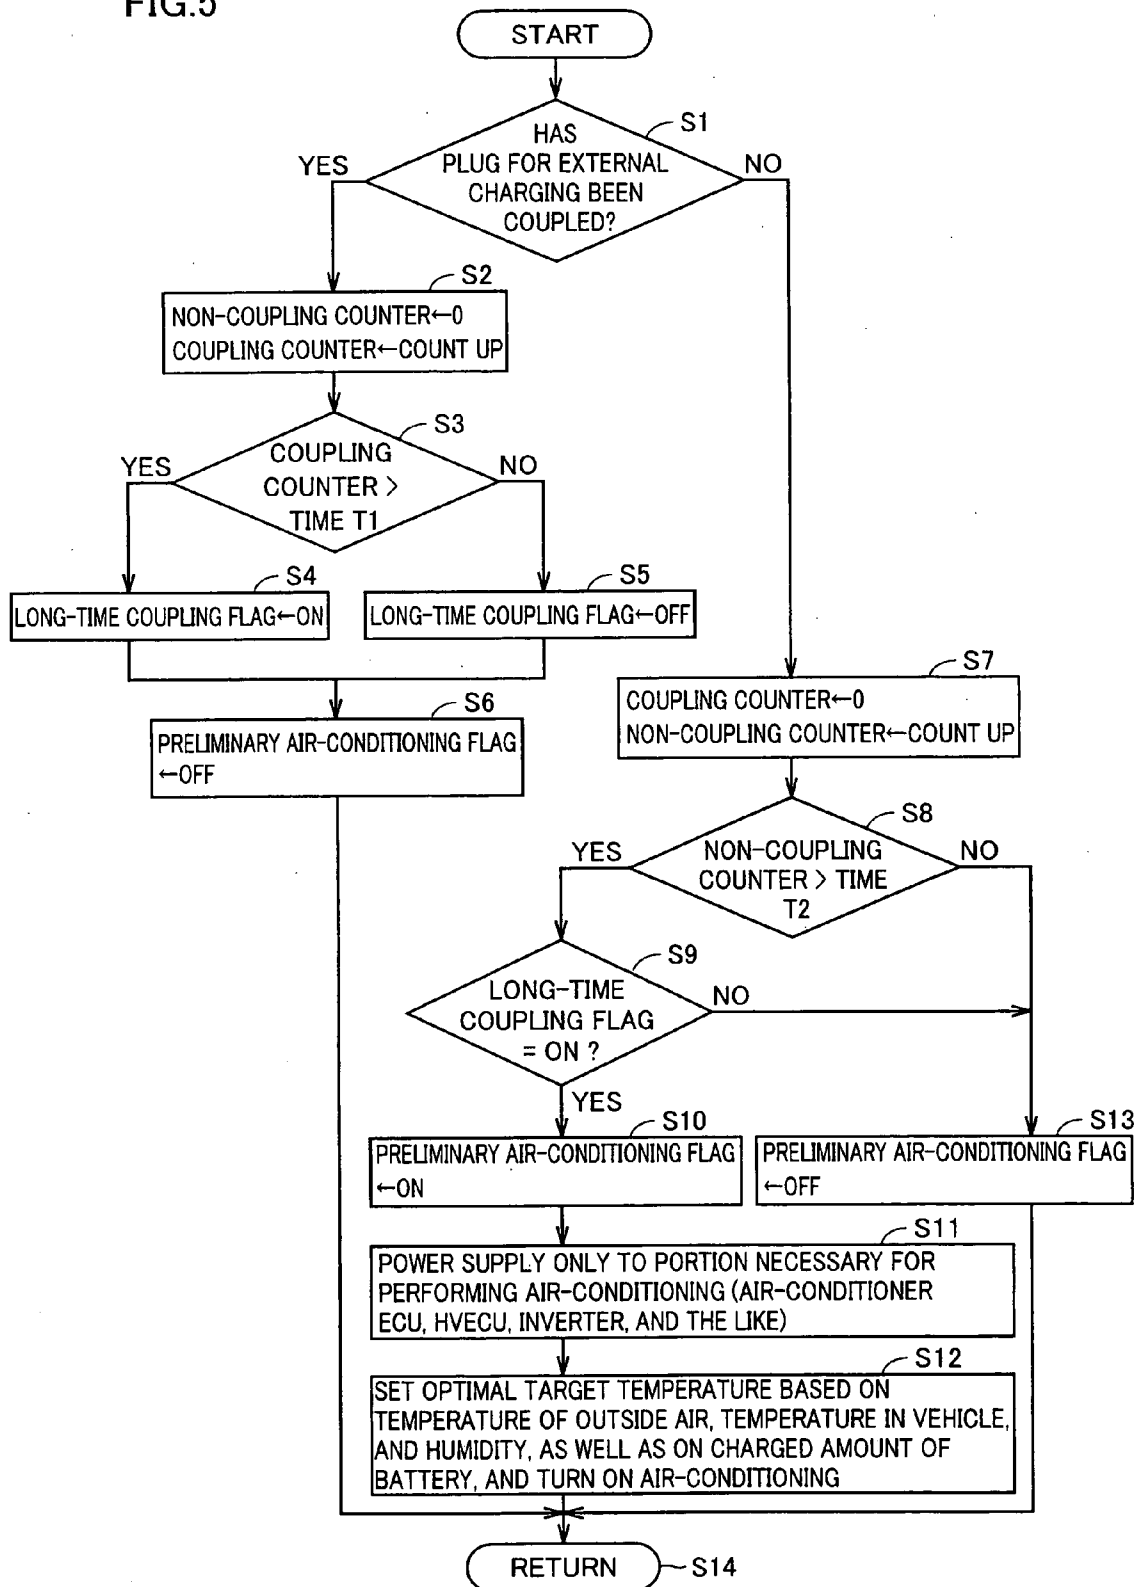 FIG.5
START
S1
HAS
PLUG FOR EXTERNAL
CHARGING BEEN
COUPLED?
YES
NO
S2
NON-COUPLING COUNTER←0
COUPLING COUNTER←COUNT UP
S3
COUPLING
COUNTER >
TIME T1
YES
NO
S4
LONG-TIME COUPLING FLAG←ON
S5
LONG-TIME COUPLING FLAG←OFF
S6
PRELIMINARY AIR-CONDITIONING FLAG
←OFF
S7
COUPLING COUNTER←0
NON-COUPLING COUNTER←COUNT UP
S8
NON-COUPLING
COUNTER > TIME
T2
YES
NO
S9
LONG-TIME
COUPLING FLAG
= ON ?
NO
YES
S10
PRELIMINARY AIR-CONDITIONING FLAG
←ON
S13
PRELIMINARY AIR-CONDITIONING FLAG
←OFF
S11
POWER SUPPLY ONLY TO PORTION NECESSARY FOR
PERFORMING AIR-CONDITIONING (AIR-CONDITIONER
ECU, HVECU, INVERTER, AND THE LIKE)
S12
SET OPTIMAL TARGET TEMPERATURE BASED ON
TEMPERATURE OF OUTSIDE AIR, TEMPERATURE IN VEHICLE,
AND HUMIDITY, AS WELL AS ON CHARGED AMOUNT OF
BATTERY, AND TURN ON AIR-CONDITIONING
RETURN
S14